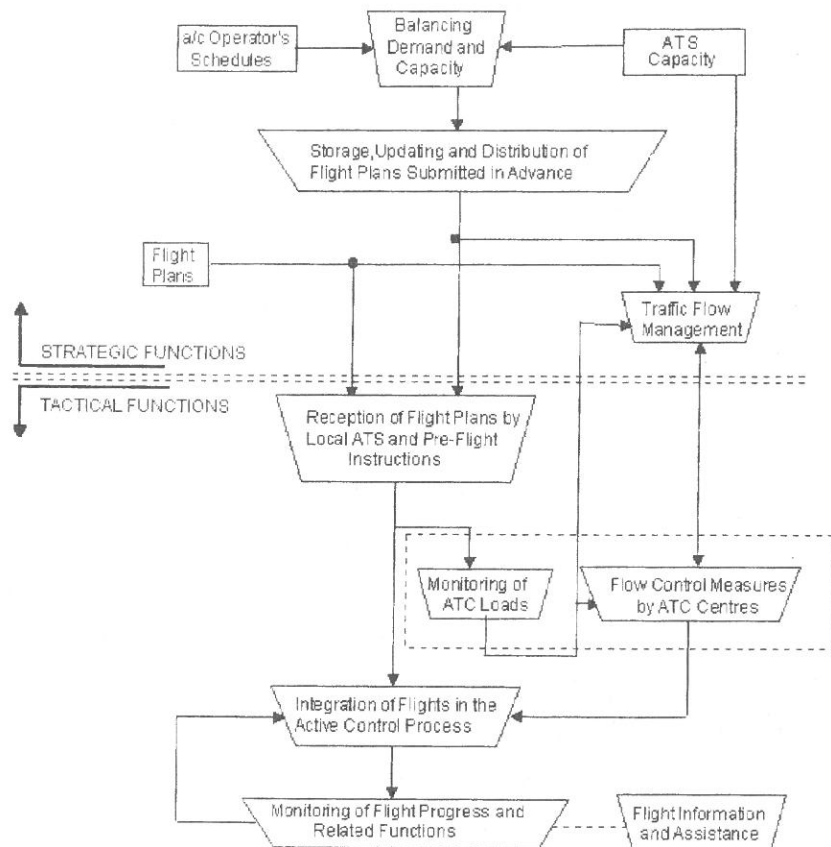 a/c Operator's
Schedules
Balancing
Demand and
Capacity
ATS
Capacity
Storage,Updating and Distribution of
Flight Plans Submitted in Advance
Flight
Plans
Traffic Flow
Management
STRATEGIC FUNCTIONS
TACTICAL FUNCTIONS
Reception of Flight Plans by
Local ATS and Pre-Flight
Instructions
Monitoring of
ATC Loads
Flow Control Measures
by ATC Centres
Integration of Flights in the
Active Control Process
Monitoring of Flight Progress and
Related Functions
Flight Information
and Assistance